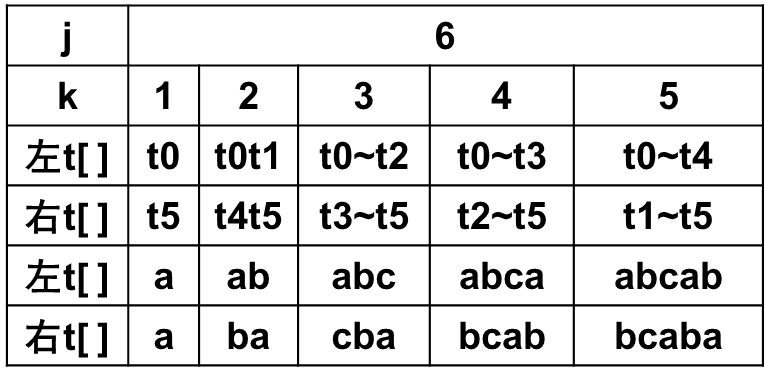 j 6
k 1 2 3 4 5
左t[ ] t0 t0t1 t0~t2 t0~t3 t0~t4
右t[ ] t5 t4t5 t3~t5 t2~t5 t1~t5
左t[ ] a ab abc abca abcab
右t[ ] a ba cba bcab bcaba